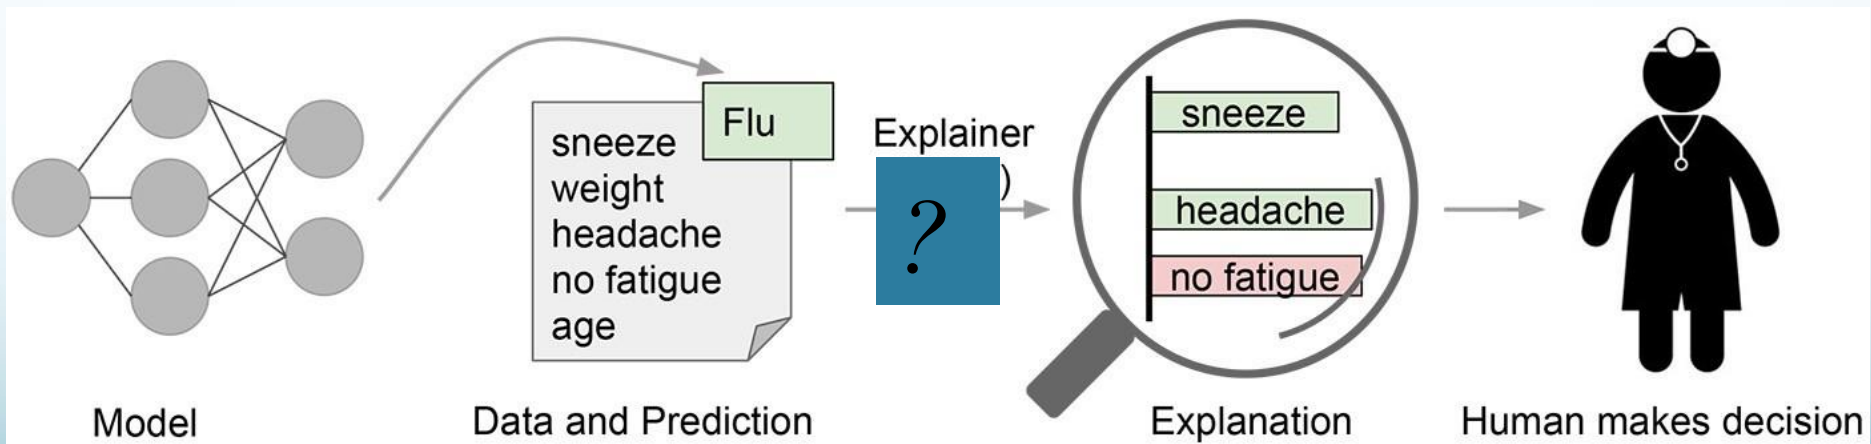 Flu
sneeze
weight
headache
no fatigue
age
Explainer
?
)
sneeze
headache
no fatigue
Model
Data and Prediction
Explanation
Human makes decision